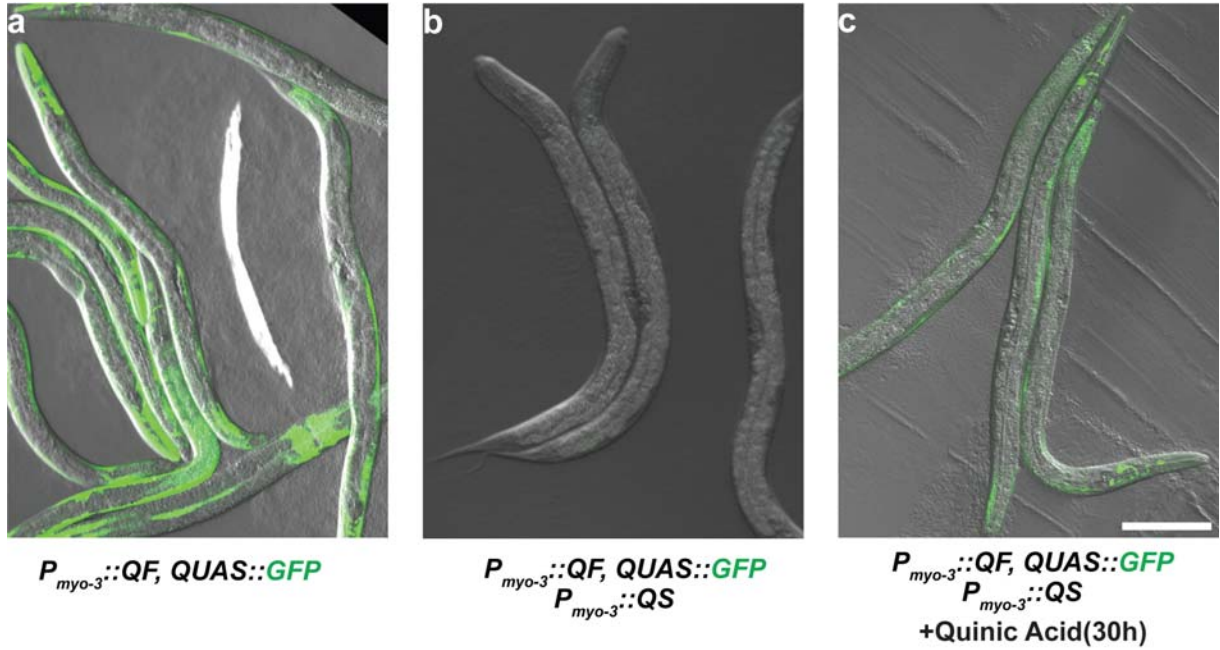 a
b
c
Pmyo-3::QF, QUAS::GFP
Pmyo-3::QF, QUAS::GFP
Pmyo-3::QS
Pmyo-3::QF, QUAS::GFP
Pmyo-3::QS
+Quinic Acid(30h)